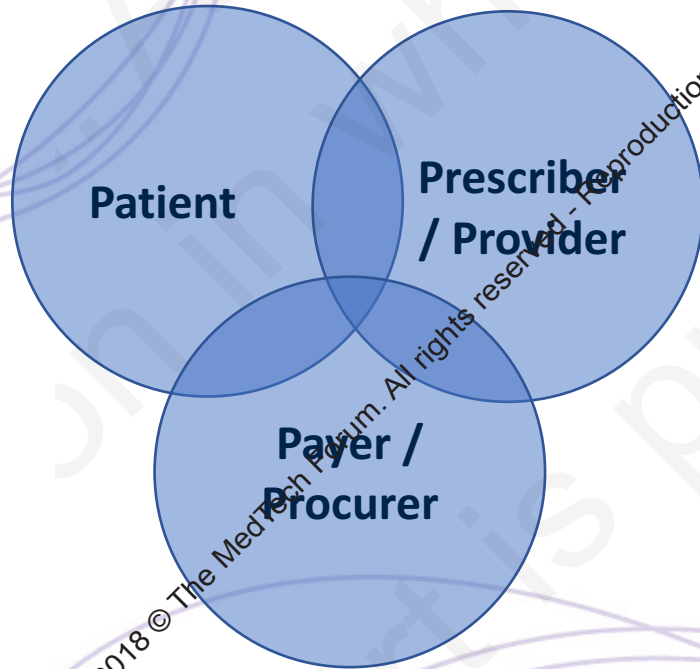 Patient
Prescriber
/ Provider
Payer /
Procurer
2018 © The MedTech Forum. All rights reserved - Reproduction